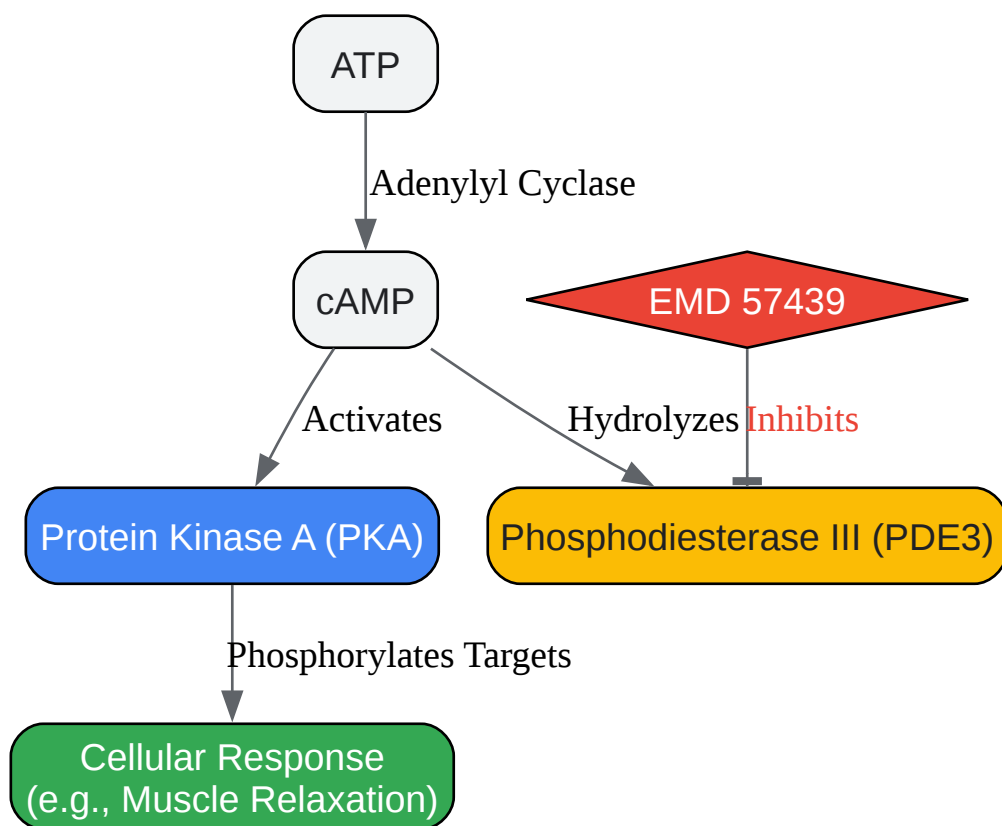 ATP
Adenylyl Cyclase
cAMP
EMD 57439
Activates
Hydrolyzes
Inhibits
Protein Kinase A (PKA)
Phosphodiesterase III (PDE3)
Phosphorylates Targets
Cellular Response
(e.g., Muscle Relaxation)